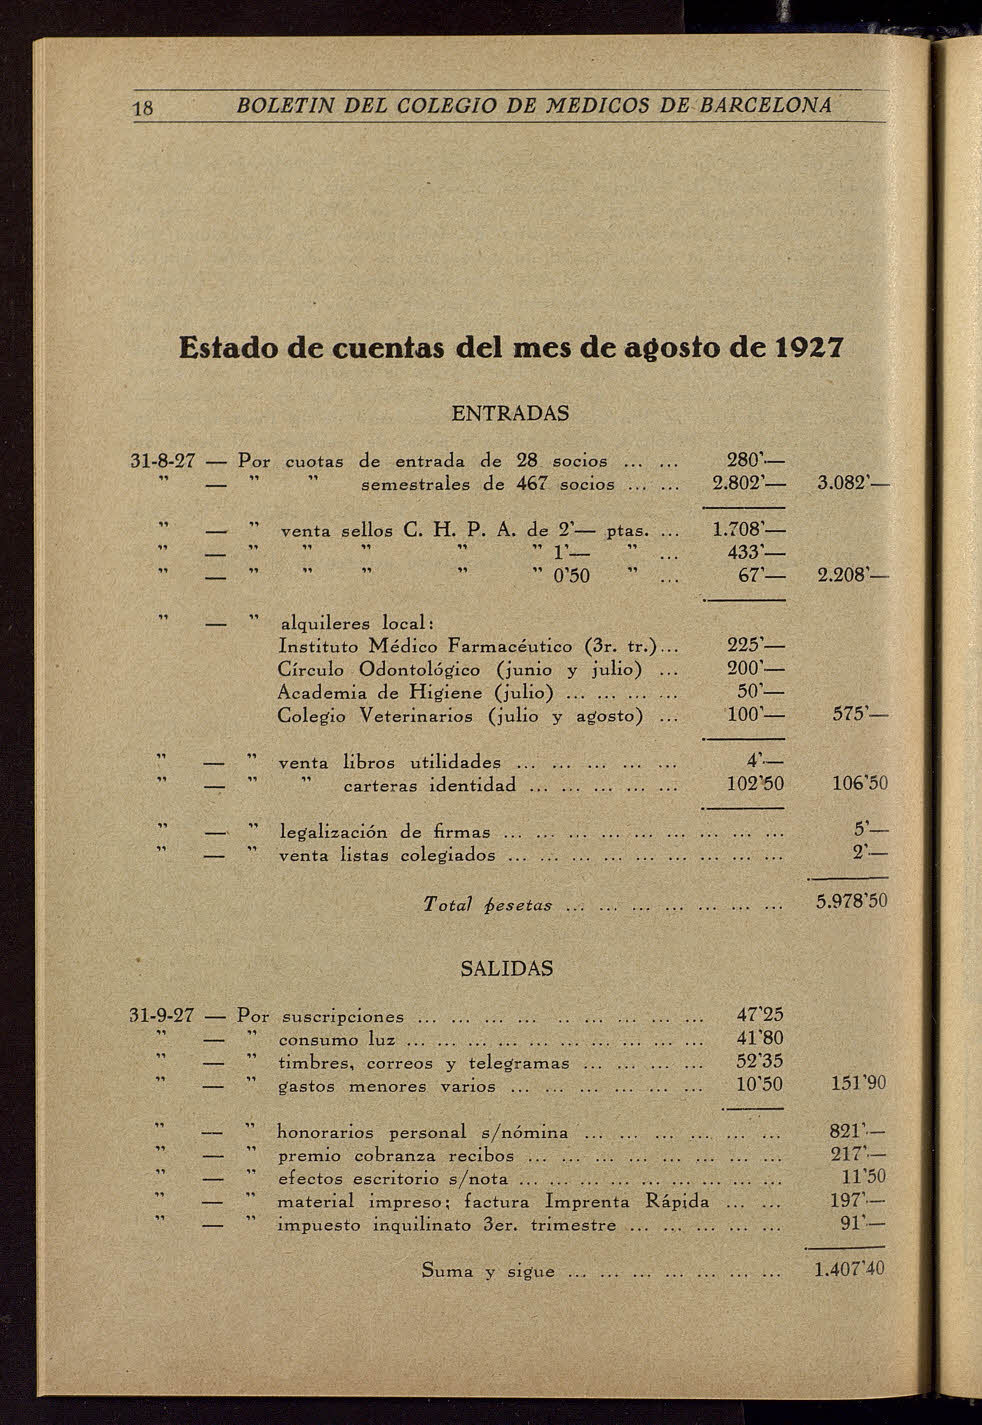 18 BOLETIN DEL COLEGIO DE MEDICOS DE BARCELONA
Estado de cuentas del mes de agosto de 1927
ENTRADAS
31-8-27 — Por cuotas de entrada de 28 socios ... ... 280'—
" — " " semestrales de 467 socios ... ... 2.802'— 3.082'—
" — " venta sellos C. H. P. A. de 2'— ptas. ... 1.708'—
" — " " " " " 1'— " ... 433'—
" — " " " " " 0'50 " ... 67'— 2.208'—
" — " alquileres local:
Instituto Médico Farmacéutico (3r. tr.)... 225'—
Círculo Odontológico (junio y julio) ... 200'—
Academia de Higiene (julio) ... ... ... ... 50'—
Colegio Veterinarios (julio y agosto) ... 100'— 575'—
" — " venta libros utilidades ... ... ... ... ... 4'—
" — " " carteras identidad ... ... ... ... ... 102'50 106'50
" — " legalización de firmas ... ... ... ... ... ... ... ... ... 5'—
" — " venta listas colegiados ... ... ... ... ... ... ... ... ... 2'—
Total pesetas ... ... ... ... ... ... ... 5.978'50
SALIDAS
31-9-27 — Por suscripciones ... ... ... ... .. ... ... ... ... 47'25
" — " consumo luz ... ... ... ... ... ... ... ... ... ... 41'80
" — " timbres, correos y telegramas ... ... ... ... 52'35
" — " gastos menores varios ... ... ... ... ... ... 10'50 151'90
" — " honorarios personal s/nómina ... ... ... ... ... ... 821'—
" — " premio cobranza recibos ... ... ... ... ... ... ... ... 217'—
" — " efectos escritorio s/nota ... ... ... ... ... ... ... ... ... 11'50
" — " material impreso; factura Imprenta Rápida ... ... 197'—
" — " impuesto inquilinato 3er. trimestre ... ... ... ... ... 91'—
Suma y sigue ... ... ... ... ... ... ... 1.407'40